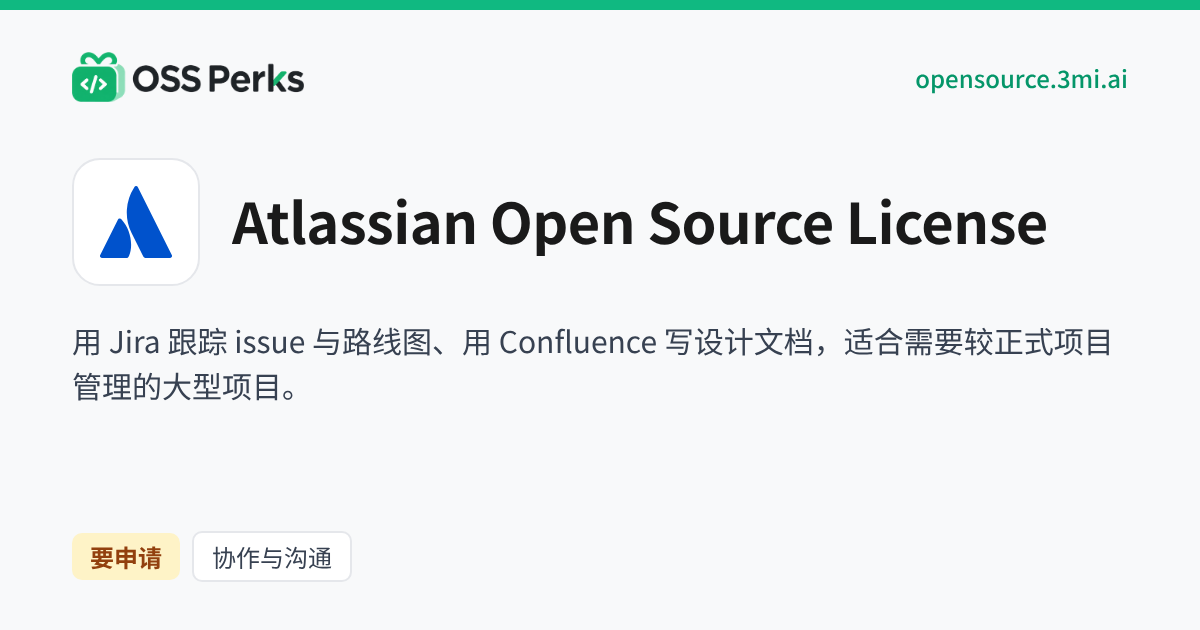 </> OSS Perks
opensource.3mi.ai
Atlassian Open Source License
用 Jira 跟踪 issue 与路线图、用 Confluence 写设计文档，适合需要较正式项目
管理的大型项目。
要申请
协作与沟通